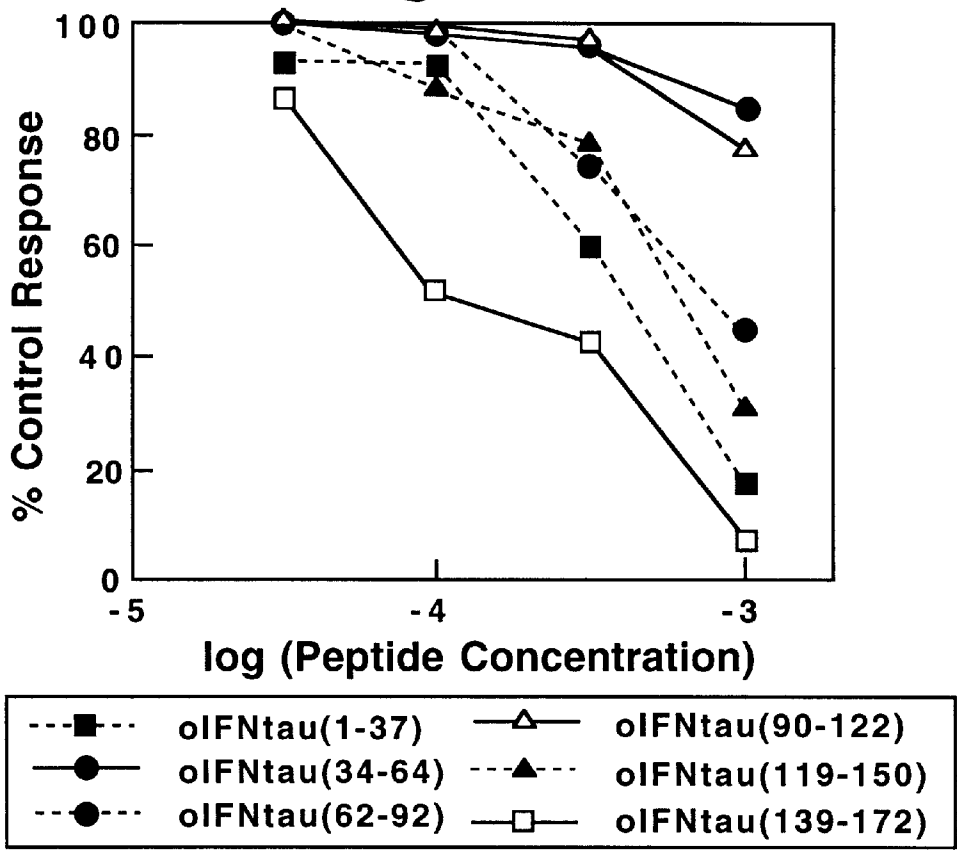 100
80
60
40
20
0
% Control Response
-5 -4 -3
log (Peptide Concentration)
oIFNtau(1-37)
oIFNtau(34-64)
oIFNtau(62-92)
oIFNtau(90-122)
oIFNtau(119-150)
oIFNtau(139-172)